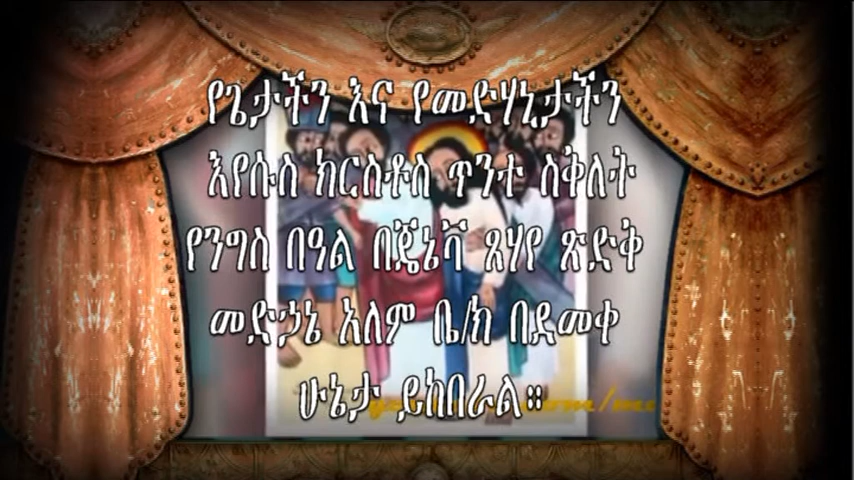 የጌታችን እና የመድሃኒታችን
እየሱስ ክርስቶስ ጥንተ ስቅለት
የንግስ በዓል በጄኔቫ ጸሃየ ጽድቅ
መድኃኔ አለም ቤ/ክ በደመቀ
ሁኔታ ይከበራል።